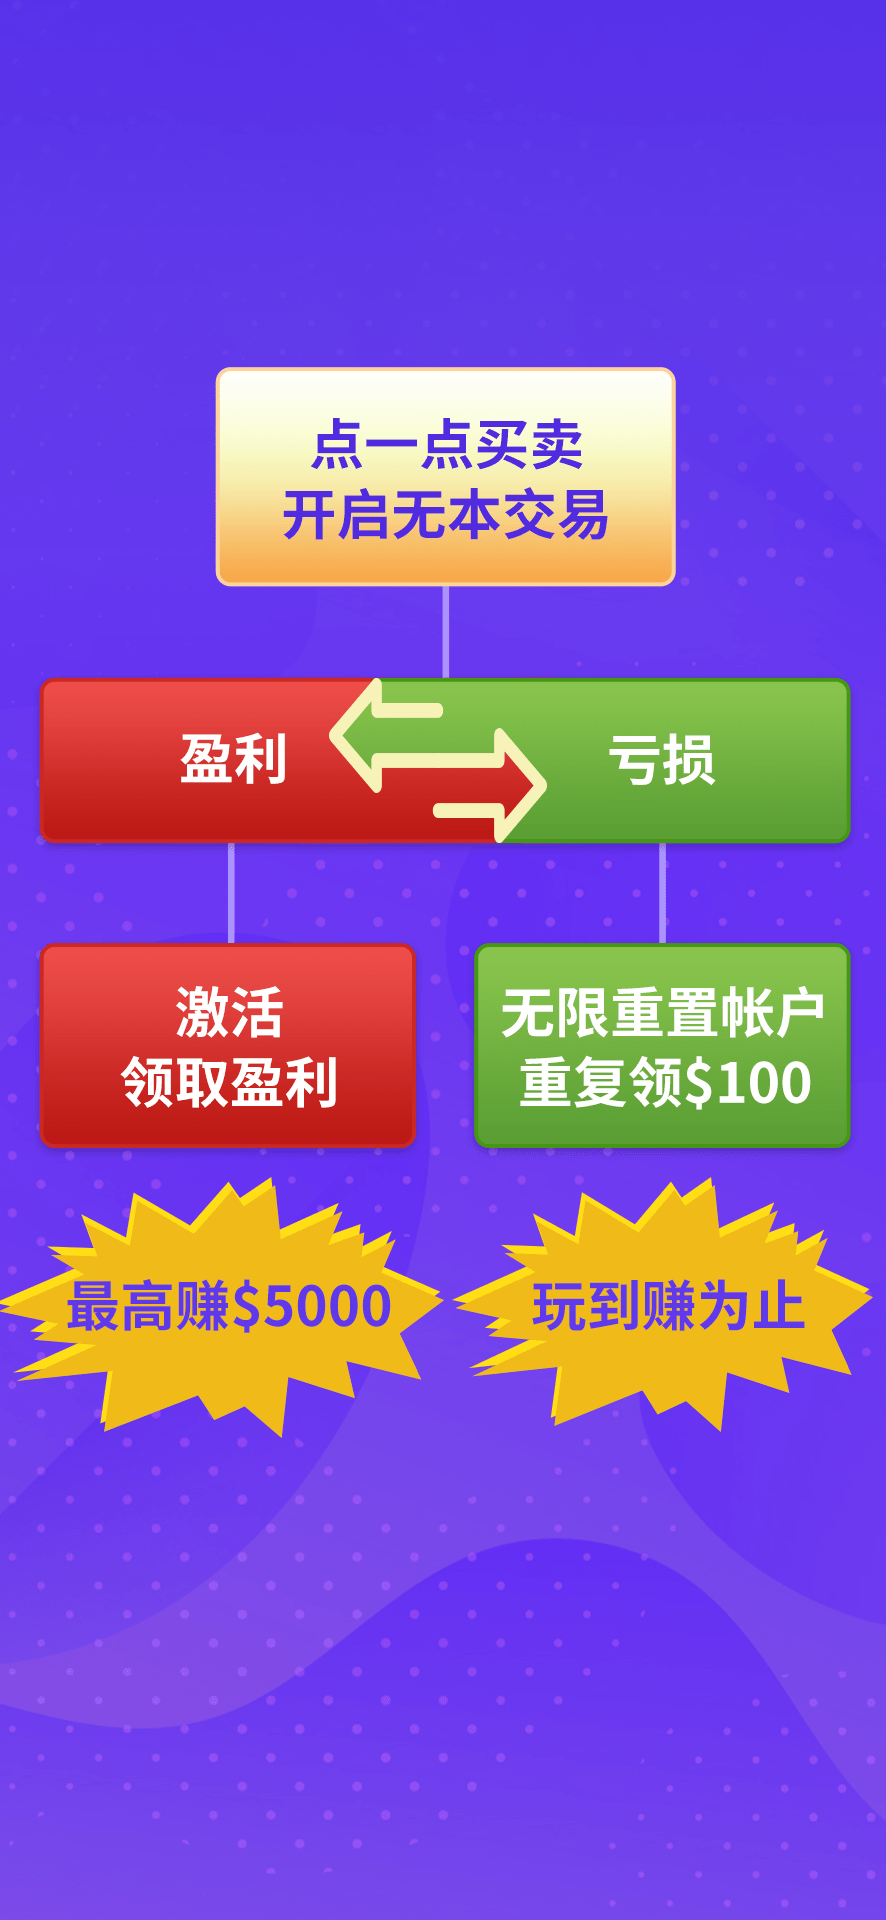 点一点买卖
开启无本交易
盈利
亏损
激活
领取盈利
无限重置帐户
重复领$100
最高赚$5000
玩到赚为止